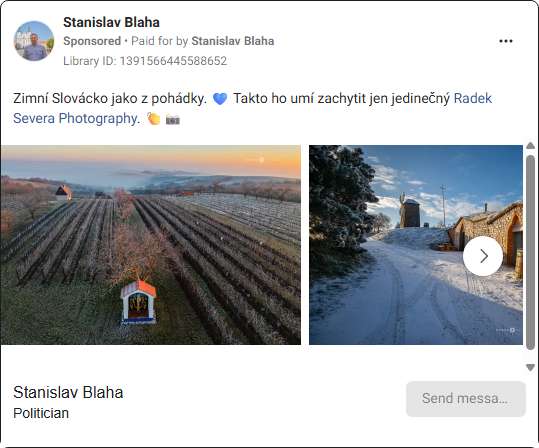 Stanislav Blaha
Sponsored • Paid for by Stanislav Blaha
Library ID: 1391566445588652
Zimní Slovácko jako z pohádky. 💙 Takto ho umí zachytit jen jedinečný Radek
Severa Photography. 👏 📷
Stanislav Blaha
Politician
Send messa...